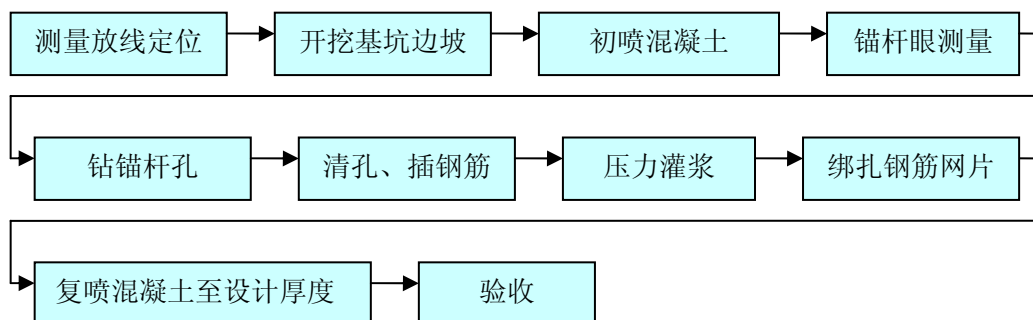 测量放线定位
开挖基坑边坡
初喷混凝土
锚杆眼测量
钻锚杆孔
清孔、插钢筋
压力灌浆
绑扎钢筋网片
复喷混凝土至设计厚度
验收